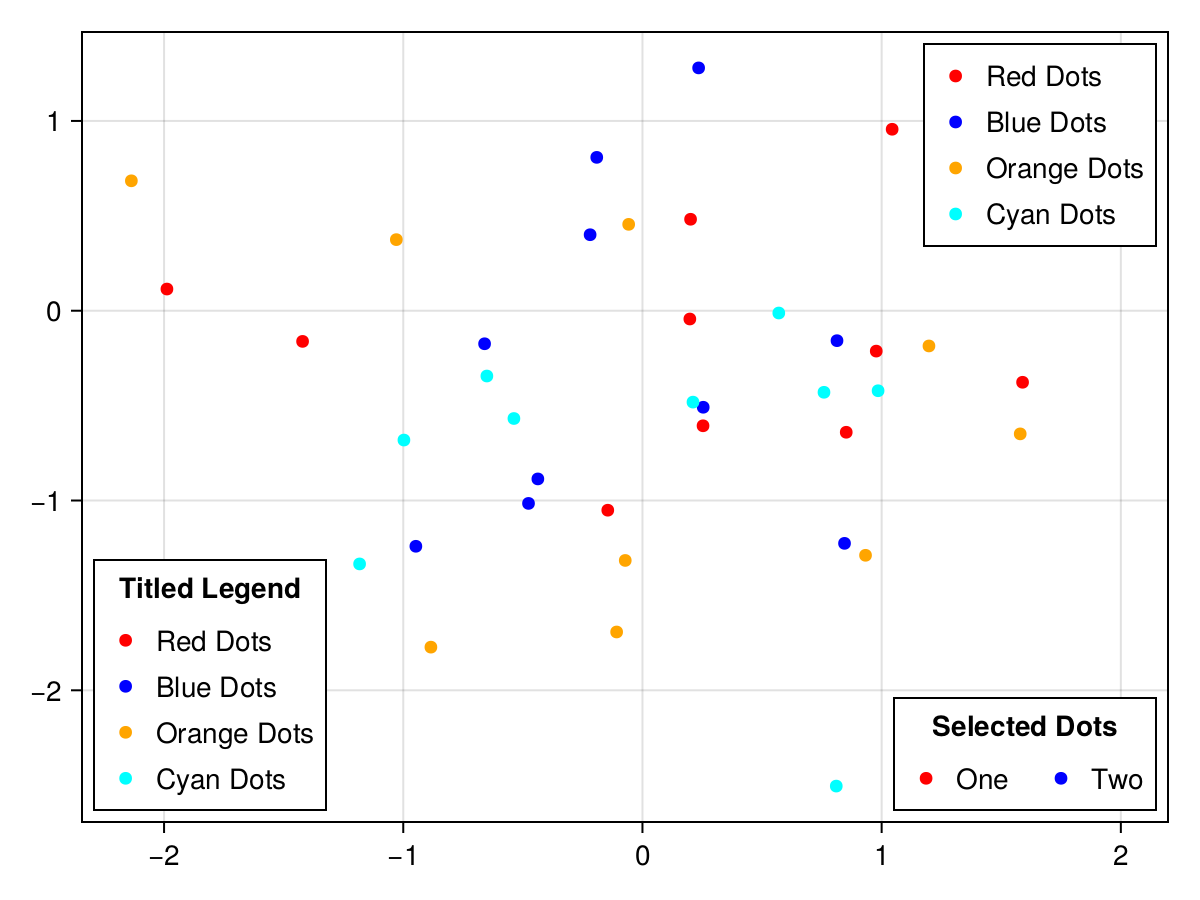 Red Dots
Blue Dots
Orange Dots
Cyan Dots
1
0
−1
−2
Titled Legend
Red Dots
Blue Dots
Orange Dots
Cyan Dots
Selected Dots
One Two
−2 −1 0 1 2